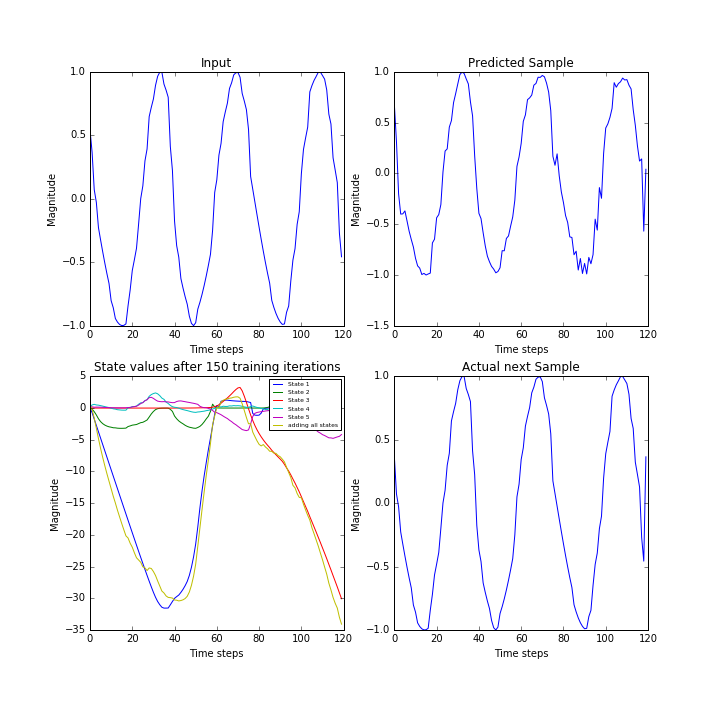 Input
Magnitude
1.0
0.5
0.0
−0.5
−1.0
0 20 40 60 80 100 120
Time steps
Predicted Sample
Magnitude
1.0
0.5
0.0
−0.5
−1.0
−1.5
0 20 40 60 80 100 120
Time steps
State values after 150 training iterations
Magnitude
5
0
−5
−10
−15
−20
−25
−30
−35
0 20 40 60 80 100 120
Time steps
State 1
State 2
State 3
State 4
State 5
adding all states
Actual next Sample
Magnitude
1.0
0.5
0.0
−0.5
−1.0
0 20 40 60 80 100 120
Time steps